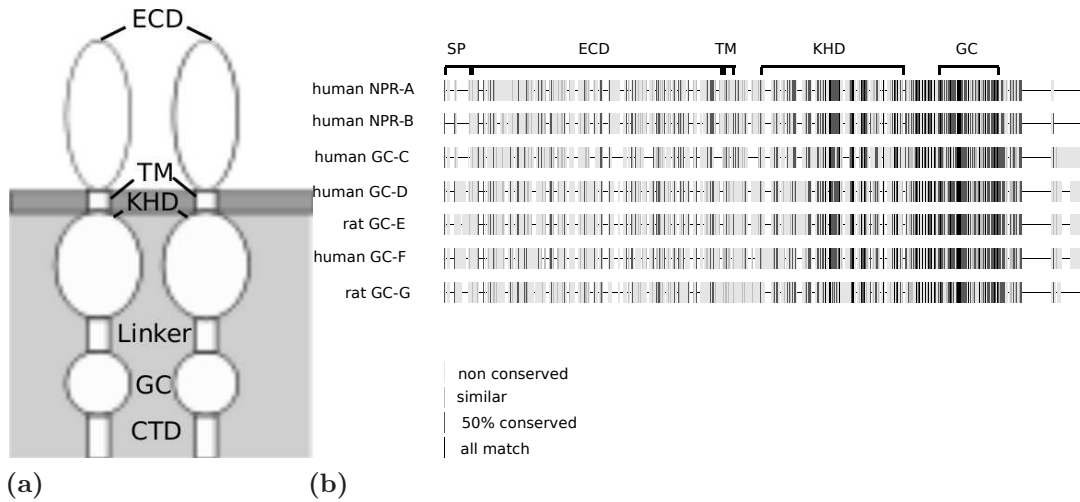 ECD
TM
KHD
Linker
GC
CTD
(a)
SP ECD TM KHD GC
human NPR-A
human NPR-B
human GC-C
human GC-D
rat GC-E
human GC-F
rat GC-G
non conserved
similar
50% conserved
all match
(b)